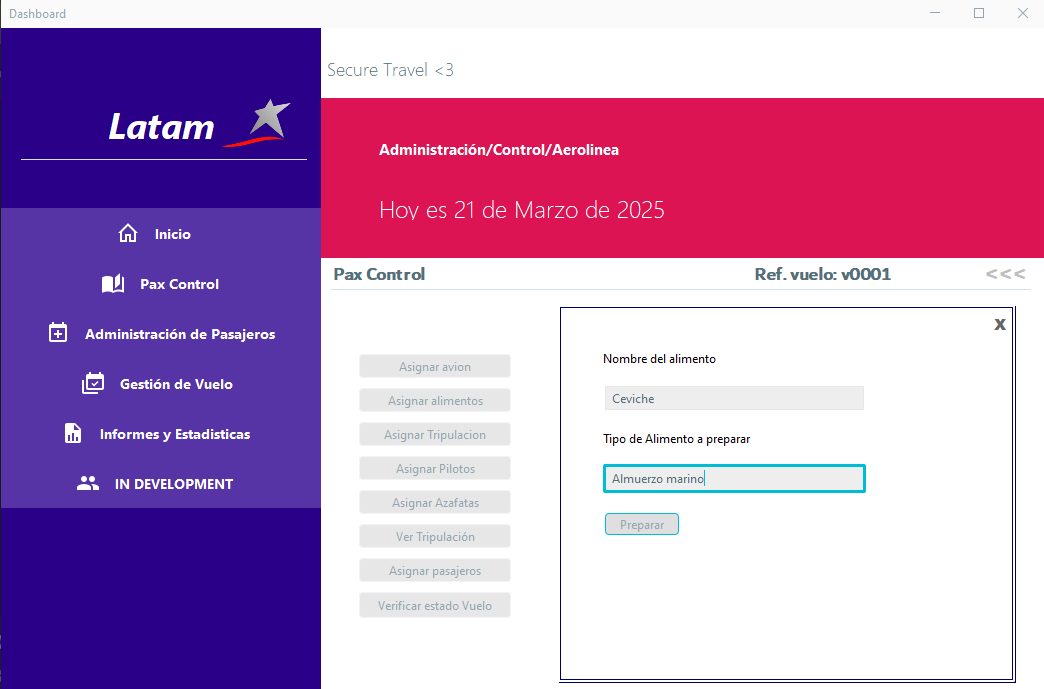 Dashboard
Latam
Inicio
Pax Control
Administración de Pasajeros
Gestión de Vuelo
Informes y Estadisticas
IN DEVELOPMENT
Secure Travel <3
Administración/Control/Aerolinea
Hoy es 21 de Marzo de 2025
Pax Control
Ref. vuelo: v0001
<<<
Asignar avion
Asignar alimentos
Asignar Tripulacion
Asignar Pilotos
Asignar Azafatas
Ver Tripulación
Asignar pasajeros
Verificar estado Vuelo
X
Nombre del alimento
Ceviche
Tipo de Alimento a preparar
Almuerzo marino
Preparar